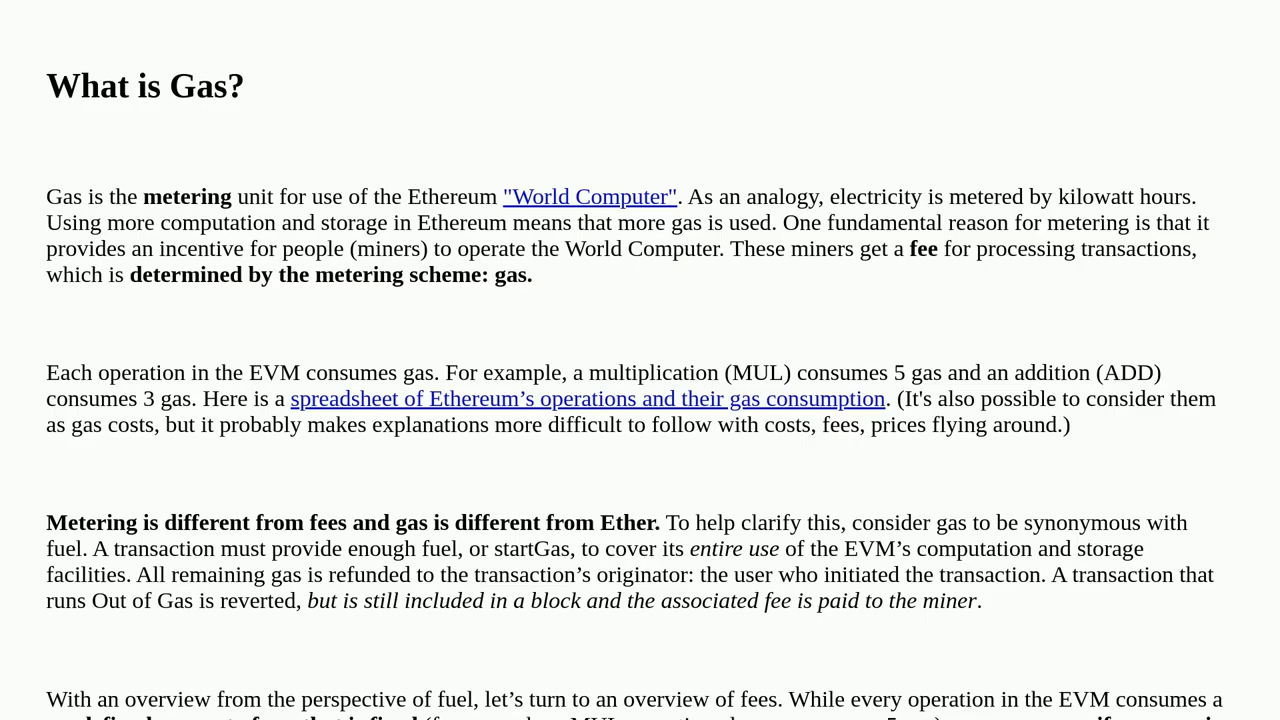 What is Gas?
Gas is the metering unit for use of the Ethereum "World Computer". As an analogy, electricity is metered by kilowatt hours.
Using more computation and storage in Ethereum means that more gas is used. One fundamental reason for metering is that it
provides an incentive for people (miners) to operate the World Computer. These miners get a fee for processing transactions,
which is determined by the metering scheme: gas.
Each operation in the EVM consumes gas. For example, a multiplication (MUL) consumes 5 gas and an addition (ADD)
consumes 3 gas. Here is a spreadsheet of Ethereum’s operations and their gas consumption. (It's also possible to consider them
as gas costs, but it probably makes explanations more difficult to follow with costs, fees, prices flying around.)
Metering is different from fees and gas is different from Ether. To help clarify this, consider gas to be synonymous with
fuel. A transaction must provide enough fuel, or startGas, to cover its entire use of the EVM’s computation and storage
facilities. All remaining gas is refunded to the transaction’s originator: the user who initiated the transaction. A transaction that
runs Out of Gas is reverted, but is still included in a block and the associated fee is paid to the miner.
With an overview from the perspective of fuel, let’s turn to an overview of fees. While every operation in the EVM consumes a